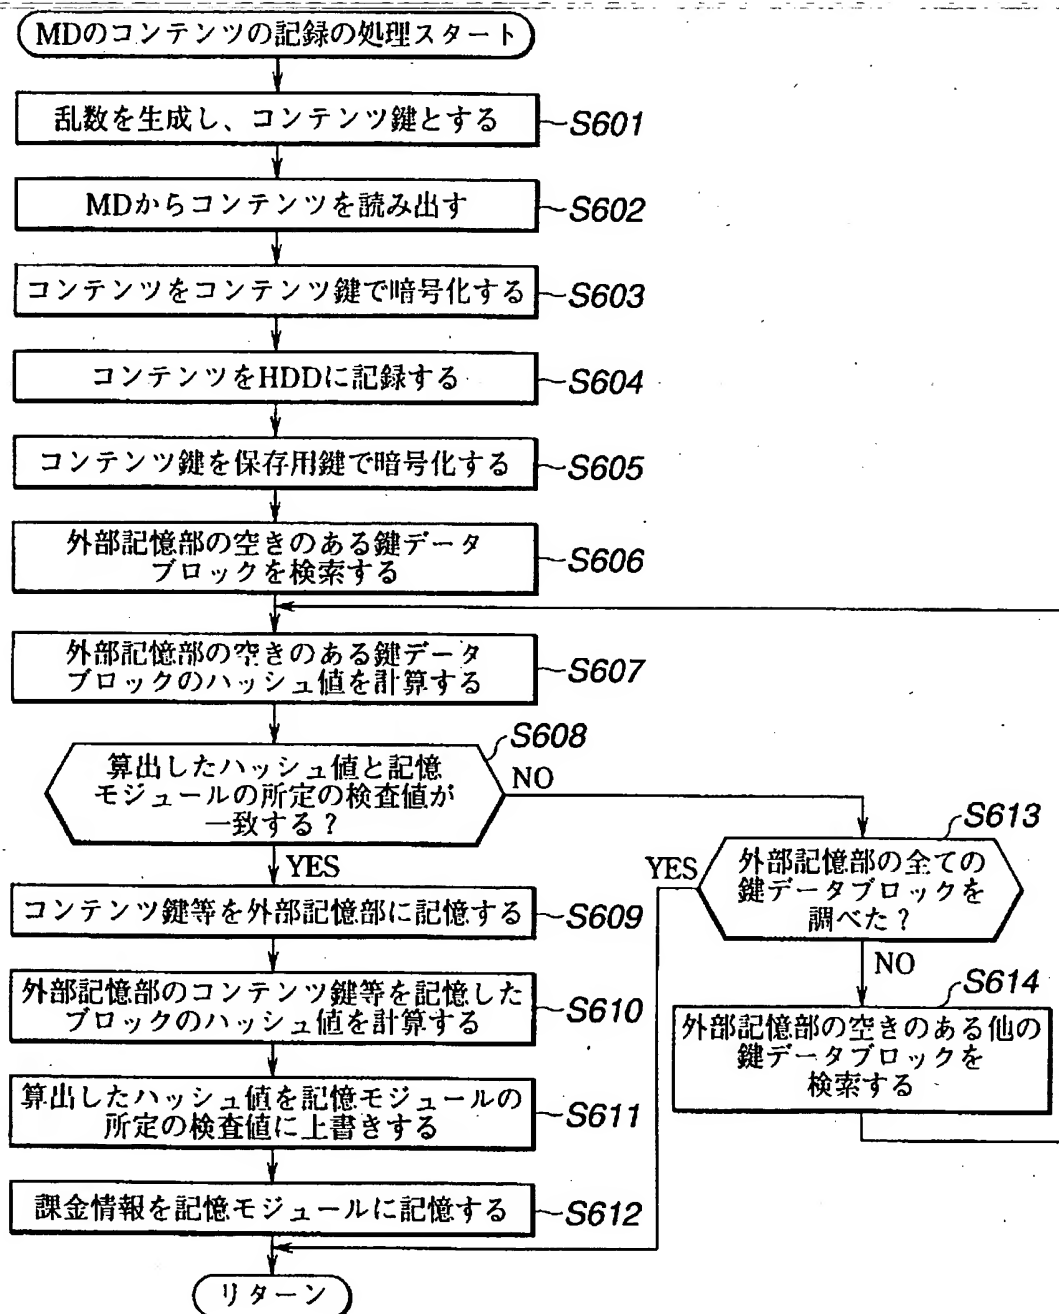 MDのコンテンツの記録の処理スタート
乱数を生成し、コンテンツ鍵とする
S601
MDからコンテンツを読み出す
S602
コンテンツをコンテンツ鍵で暗号化する
S603
コンテンツをHDDに記録する
S604
コンテンツ鍵を保存用鍵で暗号化する
S605
外部記憶部の空きのある鍵データ
ブロックを検索する
S606
外部記憶部の空きのある鍵データ
ブロックのハッシュ値を計算する
S607
S608
算出したハッシュ値と記憶
モジュールの所定の検査値が
一致する？
NO
YES
S613
外部記憶部の全ての
鍵データブロックを
調べた？
YES
NO
コンテンツ鍵等を外部記憶部に記憶する
S609
S614
外部記憶部の空きのある他の
鍵データブロックを
検索する
外部記憶部のコンテンツ鍵等を記憶した
ブロックのハッシュ値を計算する
S610
算出したハッシュ値を記憶モジュールの
所定の検査値に上書きする
S611
課金情報を記憶モジュールに記憶する
S612
リターン